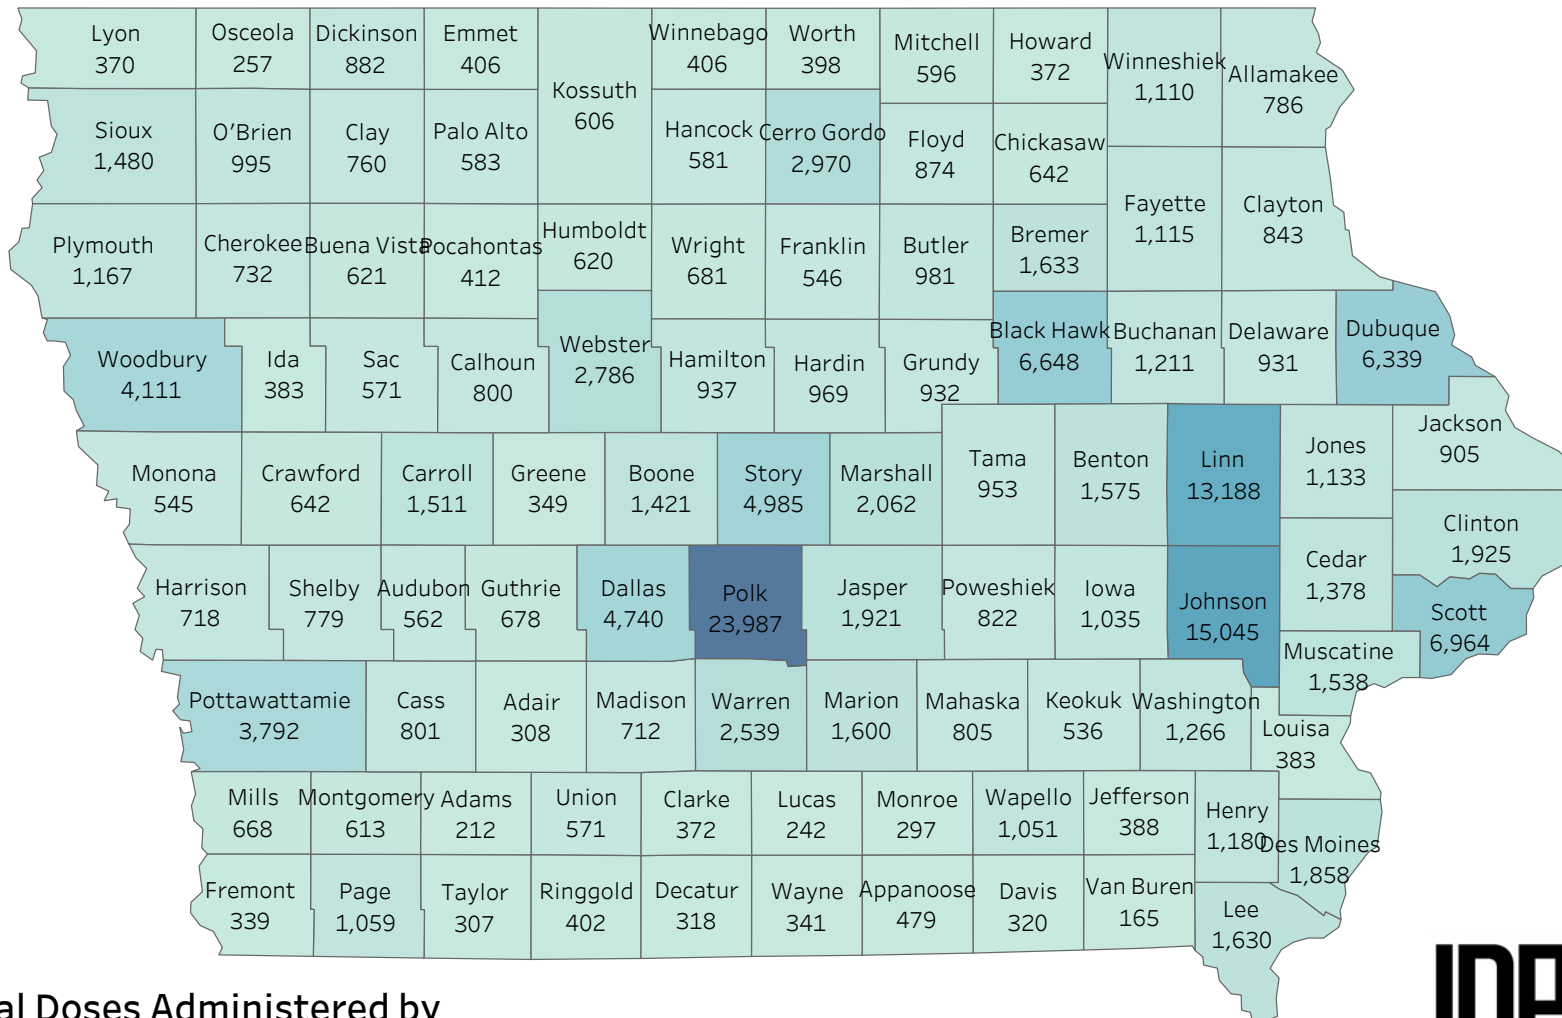 Lyon
370
Osceola
257
Dickinson
882
Emmet
406
Kossuth
606
Winnebago
406
Worth
398
Mitchell
596
Howard
372
Winneshiek
1,110
Allamakee
786
Sioux
1,480
O'Brien
995
Clay
760
Palo Alto
583
Hancock
581
Cerro Gordo
2,970
Floyd
874
Chickasaw
642
Fayette
1,115
Clayton
843
Plymouth
1,167
Cherokee
732
Buena Vista
621
Pocahontas
412
Humboldt
620
Wright
681
Franklin
546
Butler
981
Bremer
1,633
Woodbury
4,111
Ida
383
Sac
571
Calhoun
800
Webster
2,786
Hamilton
937
Hardin
969
Grundy
932
Black Hawk
6,648
Buchanan
1,211
Delaware
931
Dubuque
6,339
Monona
545
Crawford
642
Carroll
1,511
Greene
349
Boone
1,421
Story
4,985
Marshall
2,062
Tama
953
Benton
1,575
Linn
13,188
Jones
1,133
Jackson
905
Clinton
1,925
Harrison
718
Shelby
779
Audubon
562
Guthrie
678
Dallas
4,740
Polk
23,987
Jasper
1,921
Poweshiek
822
Iowa
1,035
Johnson
15,045
Cedar
1,378
Scott
6,964
Muscatine
1,538
Pottawattamie
3,792
Cass
801
Adair
308
Madison
712
Warren
2,539
Marion
1,600
Mahaska
805
Keokuk
536
Washington
1,266
Louisa
383
Mills
668
Montgomery
613
Adams
212
Union
571
Clarke
372
Lucas
242
Monroe
297
Wapello
1,051
Jefferson
388
Henry
1,180
Des Moines
1,858
Fremont
339
Page
1,059
Taylor
307
Ringgold
402
Decatur
318
Wayne
341
Appanoose
479
Davis
320
Van Buren
165
Lee
1,630
al Doses Administered by